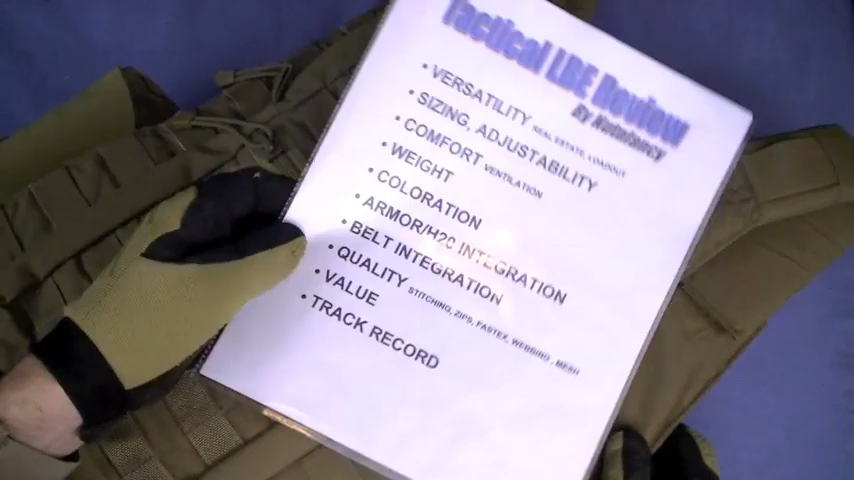 Tactical LBE Review
By Nutnfancy
• VERSATILITY REAL ESTATE, LOADOUT
• SIZING, ADJUSTABILITY
• COMFORT VENTILATION
• WEIGHT
• COLORATION
• ARMOR/H20 INTEGRATION
• BELT INTEGRATION
• QUALITY STITCHING, ZIPS, FASTEX, WEBBING, MESH
• VALUE
• TRACK RECORD